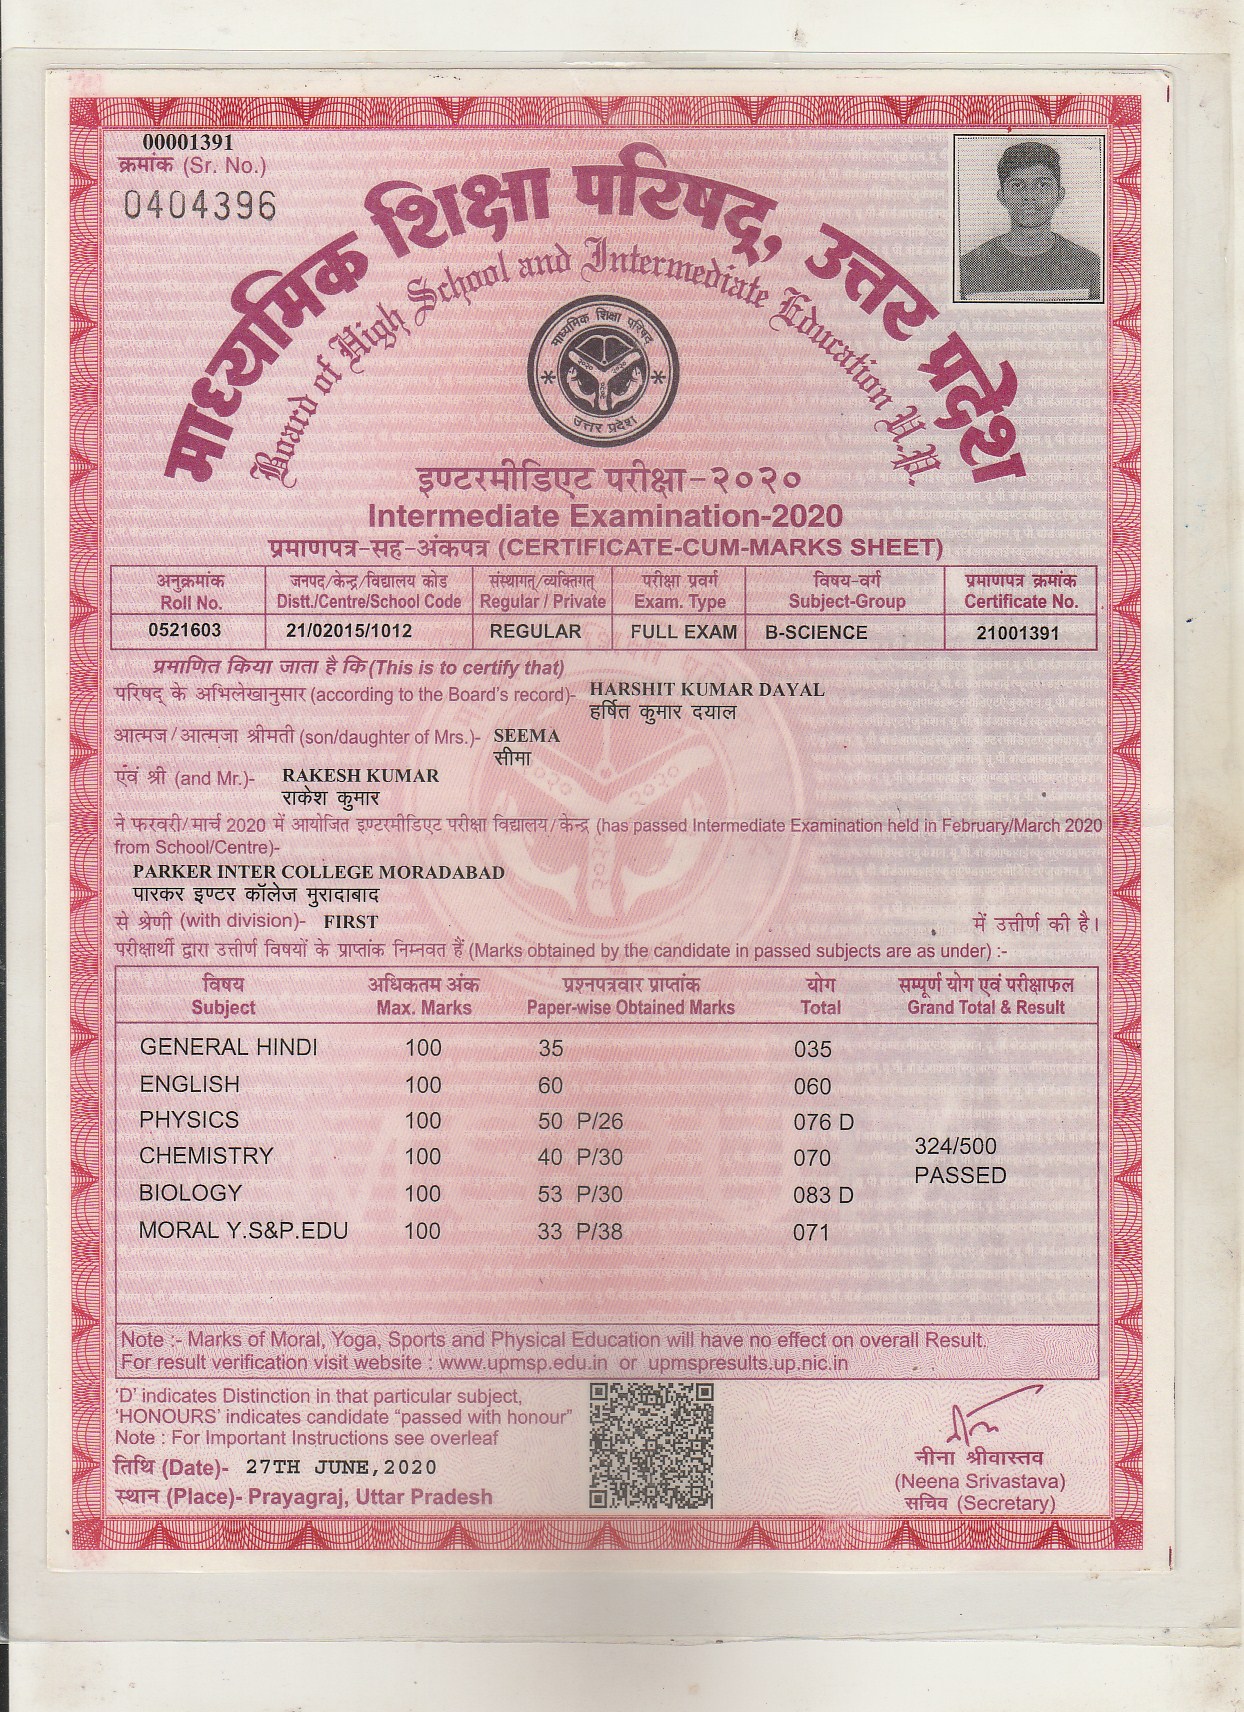 00001391
क्रमांक (Sr. No.)
0404396
माध्यमिक शिक्षा परिषद्, उत्तर प्रदेश
Board of High School and Intermediate Education U.P.
माध्यमिक शिक्षा परिषद
उत्तर प्रदेश
इण्टरमीडिएट परीक्षा-२०२०
Intermediate Examination-2020
प्रमाणपत्र-सह-अंकपत्र (CERTIFICATE-CUM-MARKS SHEET)
अनुक्रमांक जनपद/केन्द्र/विद्यालय कोड संस्थागत्/व्यक्तिगत् परीक्षा प्रवर्ग विषय-वर्ग प्रमाणपत्र क्रमांक
Roll No. Distt./Centre/School Code Regular / Private Exam. Type Subject-Group Certificate No.
0521603 21/02015/1012 REGULAR FULL EXAM B-SCIENCE 21001391
प्रमाणित किया जाता है कि (This is to certify that)
परिषद् के अभिलेखानुसार (according to the Board's record)- HARSHIT KUMAR DAYAL
हर्षित कुमार दयाल
आत्मज/आत्मजा श्रीमती (son/daughter of Mrs.)- SEEMA
सीमा
एवं श्री (and Mr.)- RAKESH KUMAR
राकेश कुमार
ने फरवरी/मार्च 2020 में आयोजित इण्टरमीडिएट परीक्षा विद्यालय/केन्द्र (has passed Intermediate Examination held in February/March 2020
from School/Centre)-
PARKER INTER COLLEGE MORADABAD
पारकर इण्टर कॉलेज मुरादाबाद
से श्रेणी (with division)- FIRST में उत्तीर्ण की है।
परीक्षार्थी द्वारा उत्तीर्ण विषयों के प्राप्तांक निम्नवत हैं (Marks obtained by the candidate in passed subjects are as under) :-
विषय अधिकतम अंक प्रश्नपत्रवार प्राप्तांक योग सम्पूर्ण योग एवं परीक्षाफल
Subject Max. Marks Paper-wise Obtained Marks Total Grand Total & Result
GENERAL HINDI 100 35 035
ENGLISH 100 60 060
PHYSICS 100 50 P/26 076 D
CHEMISTRY 100 40 P/30 070 324/500
PASSED
BIOLOGY 100 53 P/30 083 D
MORAL Y.S&P.EDU 100 33 P/38 071
Note :- Marks of Moral, Yoga, Sports and Physical Education will have no effect on overall Result.
For result verification visit website : www.upmsp.edu.in or upmspresults.up.nic.in
'D' indicates Distinction in that particular subject,
'HONOURS' indicates candidate "passed with honour"
Note : For Important Instructions see overleaf
तिथि (Date)- 27TH JUNE,2020
स्थान (Place)- Prayagraj, Uttar Pradesh
नीना श्रीवास्तव
(Neena Srivastava)
सचिव (Secretary)